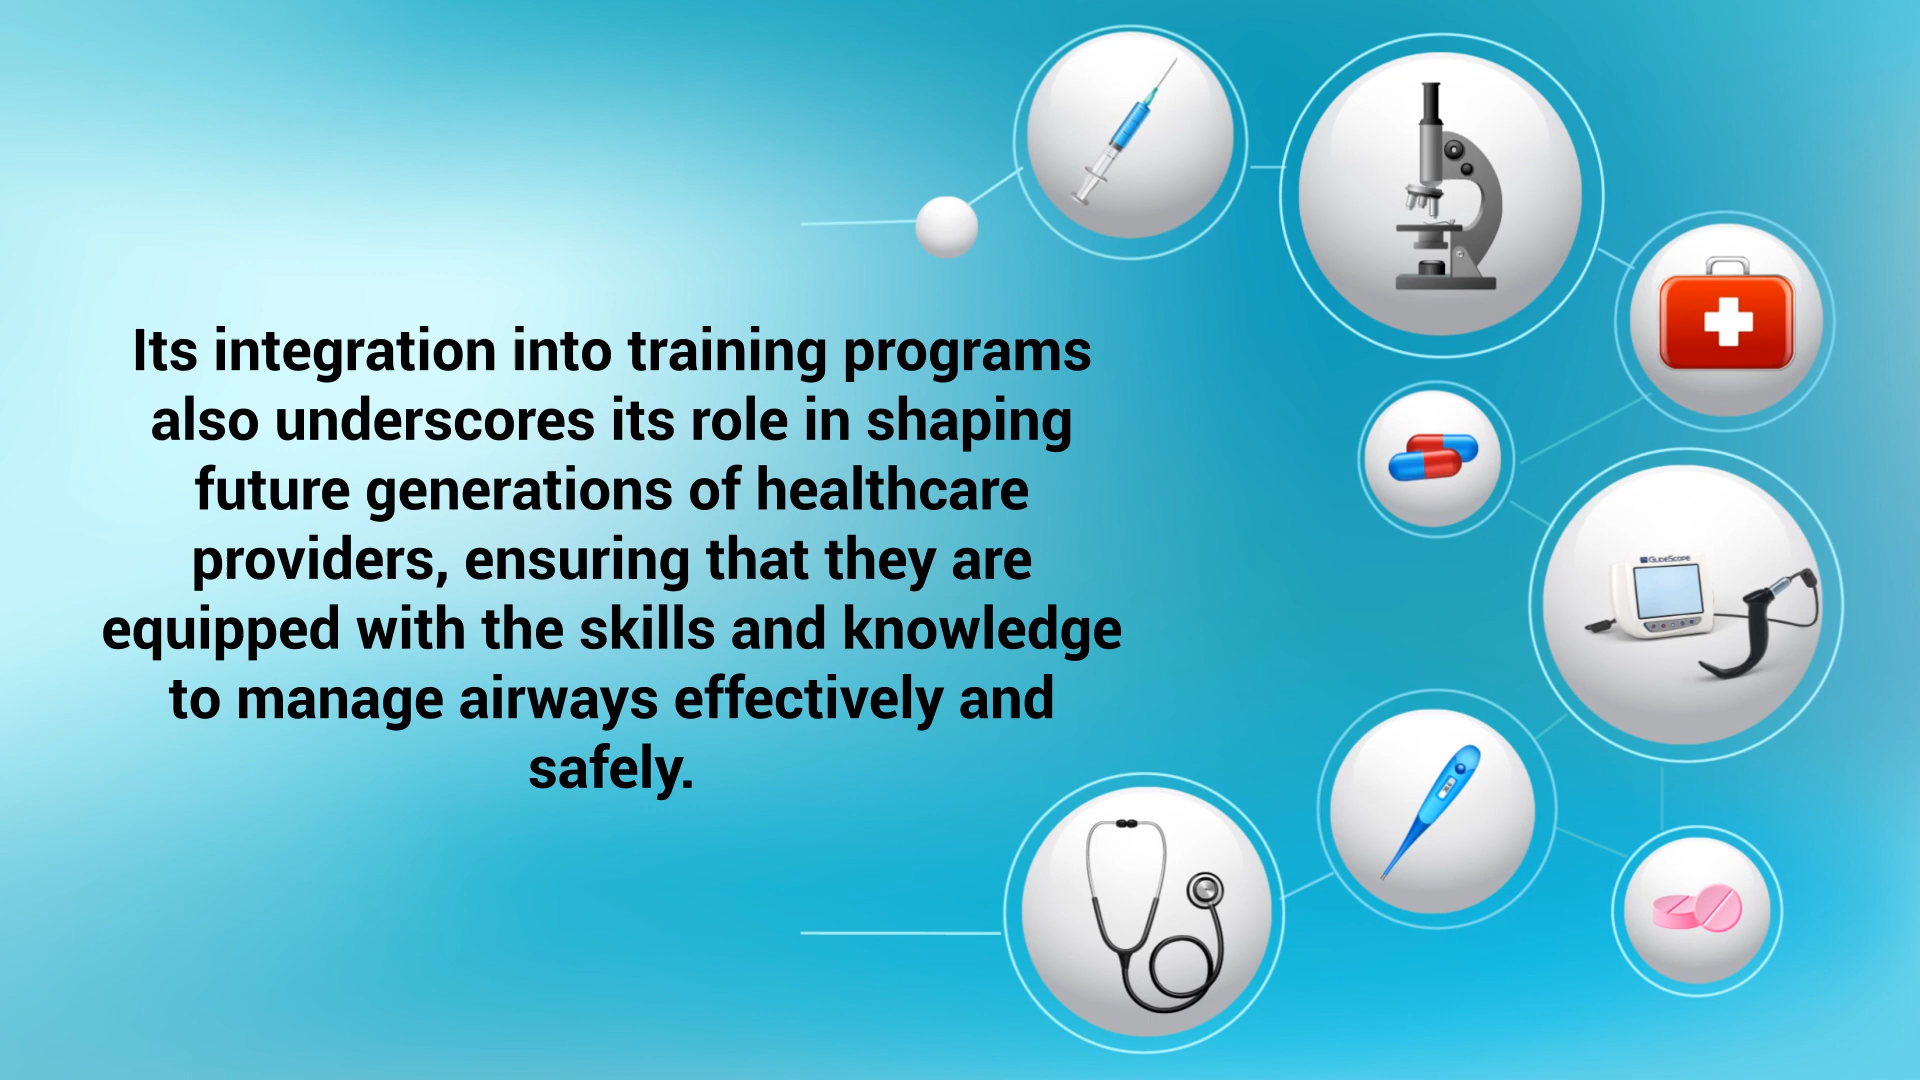 Its integration into training programs
also underscores its role in shaping
future generations of healthcare
providers, ensuring that they are
equipped with the skills and knowledge
to manage airways effectively and
safely.
GLIDESCOPE